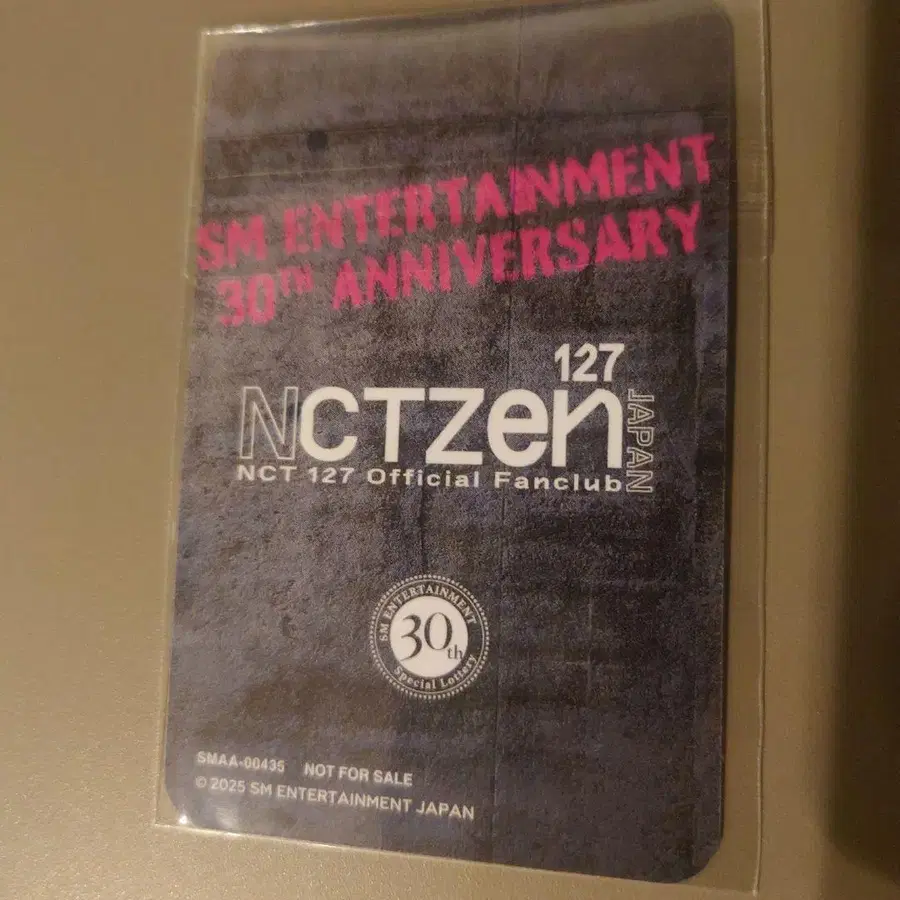 SM ENTERTAINMENT
30TH ANNIVERSARY
127
NCTzen
JAPAN
NCT 127 Official Fanclub
SM ENTERTAINMENT
30th
Special Lottery
SMAA-00435 NOT FOR SALE
© 2025 SM ENTERTAINMENT JAPAN